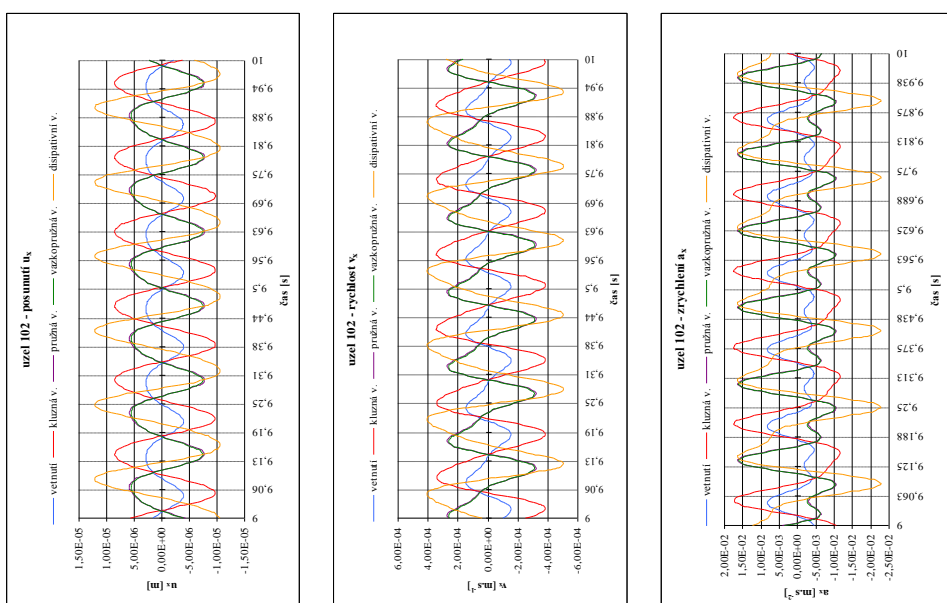 uzel 102 - posunutí uₓ
vetnutí kluzná v. pružná v. vazkopružná v. disipativní v.
1,50E-05
1,00E-05
5,00E-06
0,00E+00
-5,00E-06
-1,00E-05
-1,50E-05
uₓ [m]
9 9,06 9,13 9,19 9,25 9,31 9,38 9,44 9,5 9,56 9,63 9,69 9,75 9,81 9,88 9,94 10
čas [s]
uzel 102 - rychlost vₓ
vetnutí kluzná v. pružná v. vazkopružná v. disipativní v.
6,00E-04
4,00E-04
2,00E-04
0,00E+00
-2,00E-04
-4,00E-04
-6,00E-04
vₓ [m.s⁻¹]
9 9,06 9,13 9,19 9,25 9,31 9,38 9,44 9,5 9,56 9,63 9,69 9,75 9,81 9,88 9,94 10
čas [s]
uzel 102 - zrychlení aₓ
vetnutí kluzná v. pružná v. vazkopružná v. disipativní v.
2,00E-02
1,50E-02
1,00E-02
5,00E-03
0,00E+00
-5,00E-03
-1,00E-02
-1,50E-02
-2,00E-02
-2,50E-02
aₓ [m.s⁻²]
9 9,063 9,125 9,188 9,25 9,313 9,375 9,438 9,5 9,563 9,625 9,688 9,75 9,813 9,875 9,938 10
čas [s]